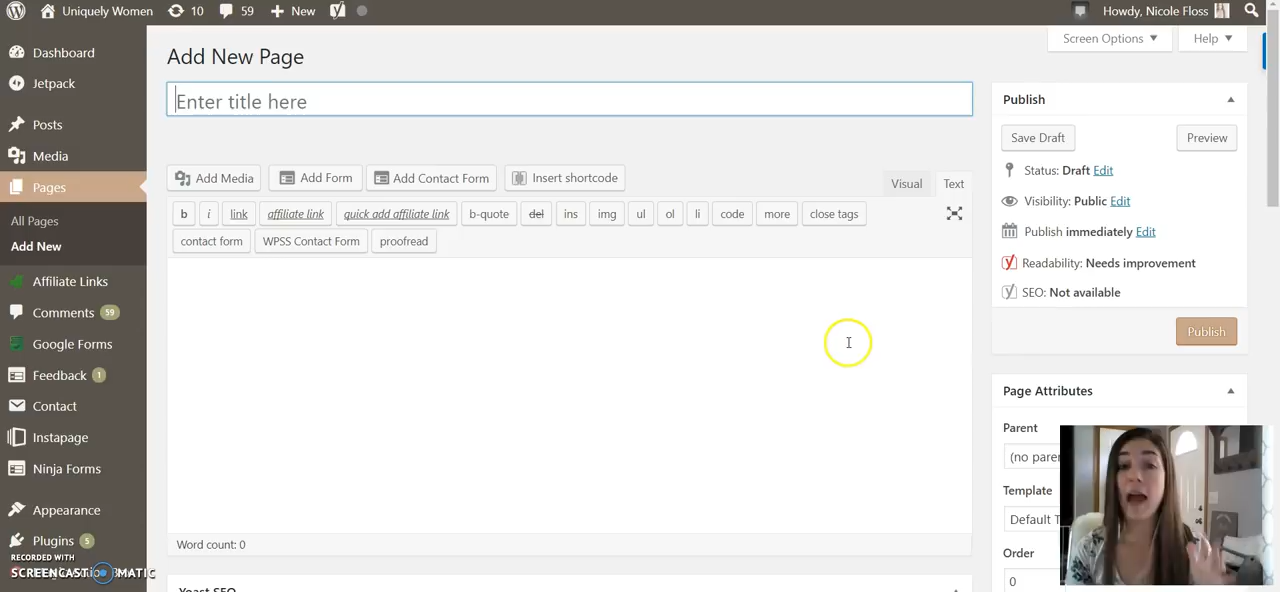 Uniquely Women 10 59 New Howdy, Nicole Floss
Dashboard
Jetpack
Posts
Media
Pages
All Pages
Add New
Affiliate Links
Comments 59
Google Forms
Feedback 1
Contact
Instapage
Ninja Forms
Appearance
Plugins 5
RECORDED WITH
SCREENCAST MATIC
Screen Options Help
Add New Page
Enter title here
Add Media Add Form Add Contact Form Insert shortcode
Visual Text
b i link affiliate link quick add affiliate link b-quote del ins img ul ol li code more close tags
contact form WPSS Contact Form proofread
Word count: 0
Yoast SEO
Publish
Save Draft Preview
Status: Draft Edit
Visibility: Public Edit
Publish immediately Edit
Readability: Needs improvement
SEO: Not available
Publish
Page Attributes
Parent
(no paren
Template
Default T
Order
0